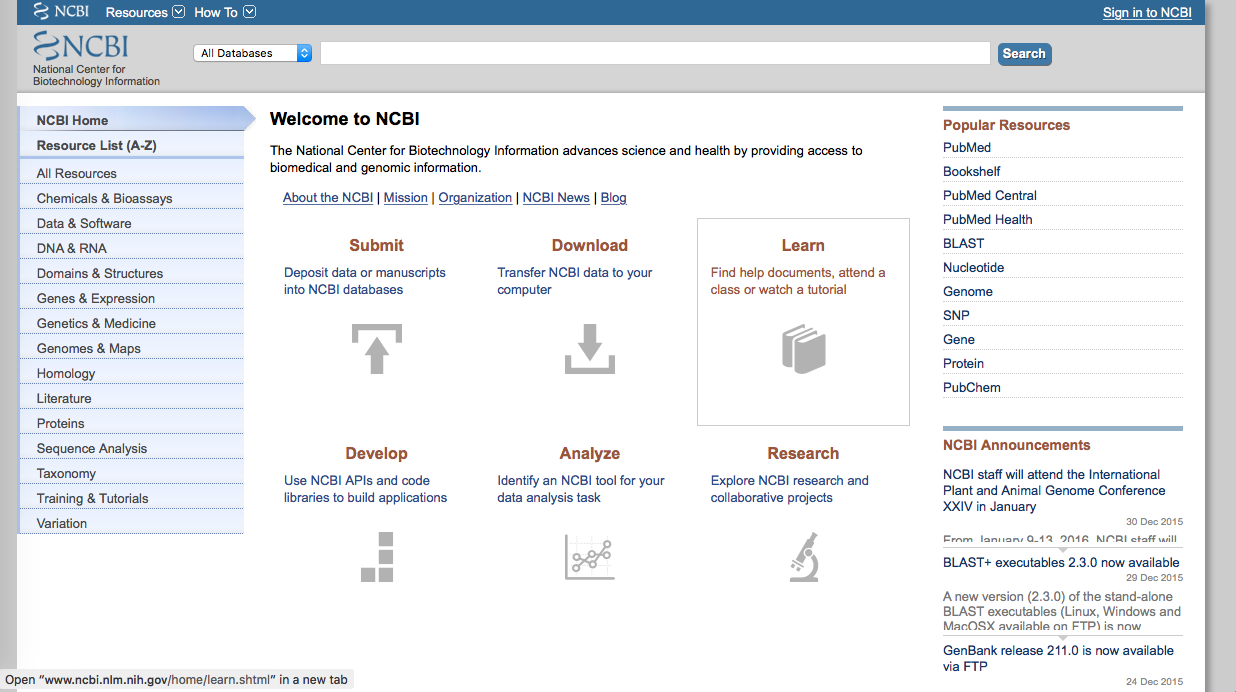 NCBI Resources How To Sign in to NCBI
NCBI
National Center for
Biotechnology Information
All Databases
Search
NCBI Home
Resource List (A-Z)
All Resources
Chemicals & Bioassays
Data & Software
DNA & RNA
Domains & Structures
Genes & Expression
Genetics & Medicine
Genomes & Maps
Homology
Literature
Proteins
Sequence Analysis
Taxonomy
Training & Tutorials
Variation
Welcome to NCBI
The National Center for Biotechnology Information advances science and health by providing access to
biomedical and genomic information.
About the NCBI | Mission | Organization | NCBI News | Blog
Submit
Deposit data or manuscripts
into NCBI databases
Download
Transfer NCBI data to your
computer
Learn
Find help documents, attend a
class or watch a tutorial
Develop
Use NCBI APIs and code
libraries to build applications
Analyze
Identify an NCBI tool for your
data analysis task
Research
Explore NCBI research and
collaborative projects
Popular Resources
PubMed
Bookshelf
PubMed Central
PubMed Health
BLAST
Nucleotide
Genome
SNP
Gene
Protein
PubChem
NCBI Announcements
NCBI staff will attend the International
Plant and Animal Genome Conference
XXIV in January
30 Dec 2015
From January 9-13, 2016, NCBI staff will
BLAST+ executables 2.3.0 now available
29 Dec 2015
A new version (2.3.0) of the stand-alone
BLAST executables (Linux, Windows and
MacOSX available on FTP) is now
GenBank release 211.0 is now available
via FTP
24 Dec 2015
Open “www.ncbi.nlm.nih.gov/home/learn.shtml” in a new tab